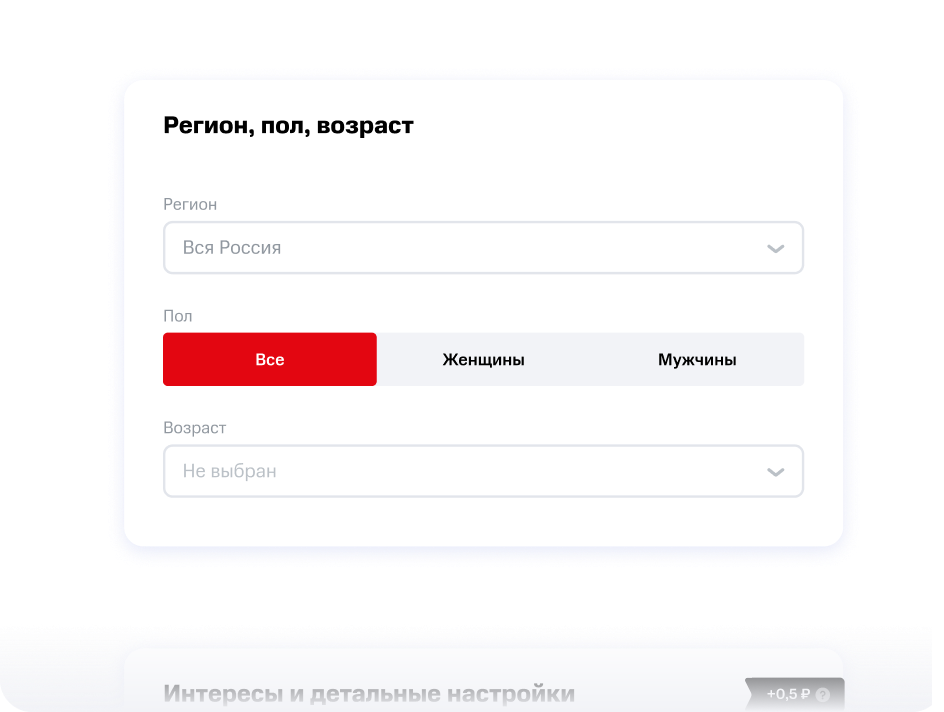 Регион, пол, возраст
Регион
Вся Россия
Пол
Все Женщины Мужчины
Возраст
Не выбран
Интересы и детальные настройки +0,5 ₽ ?